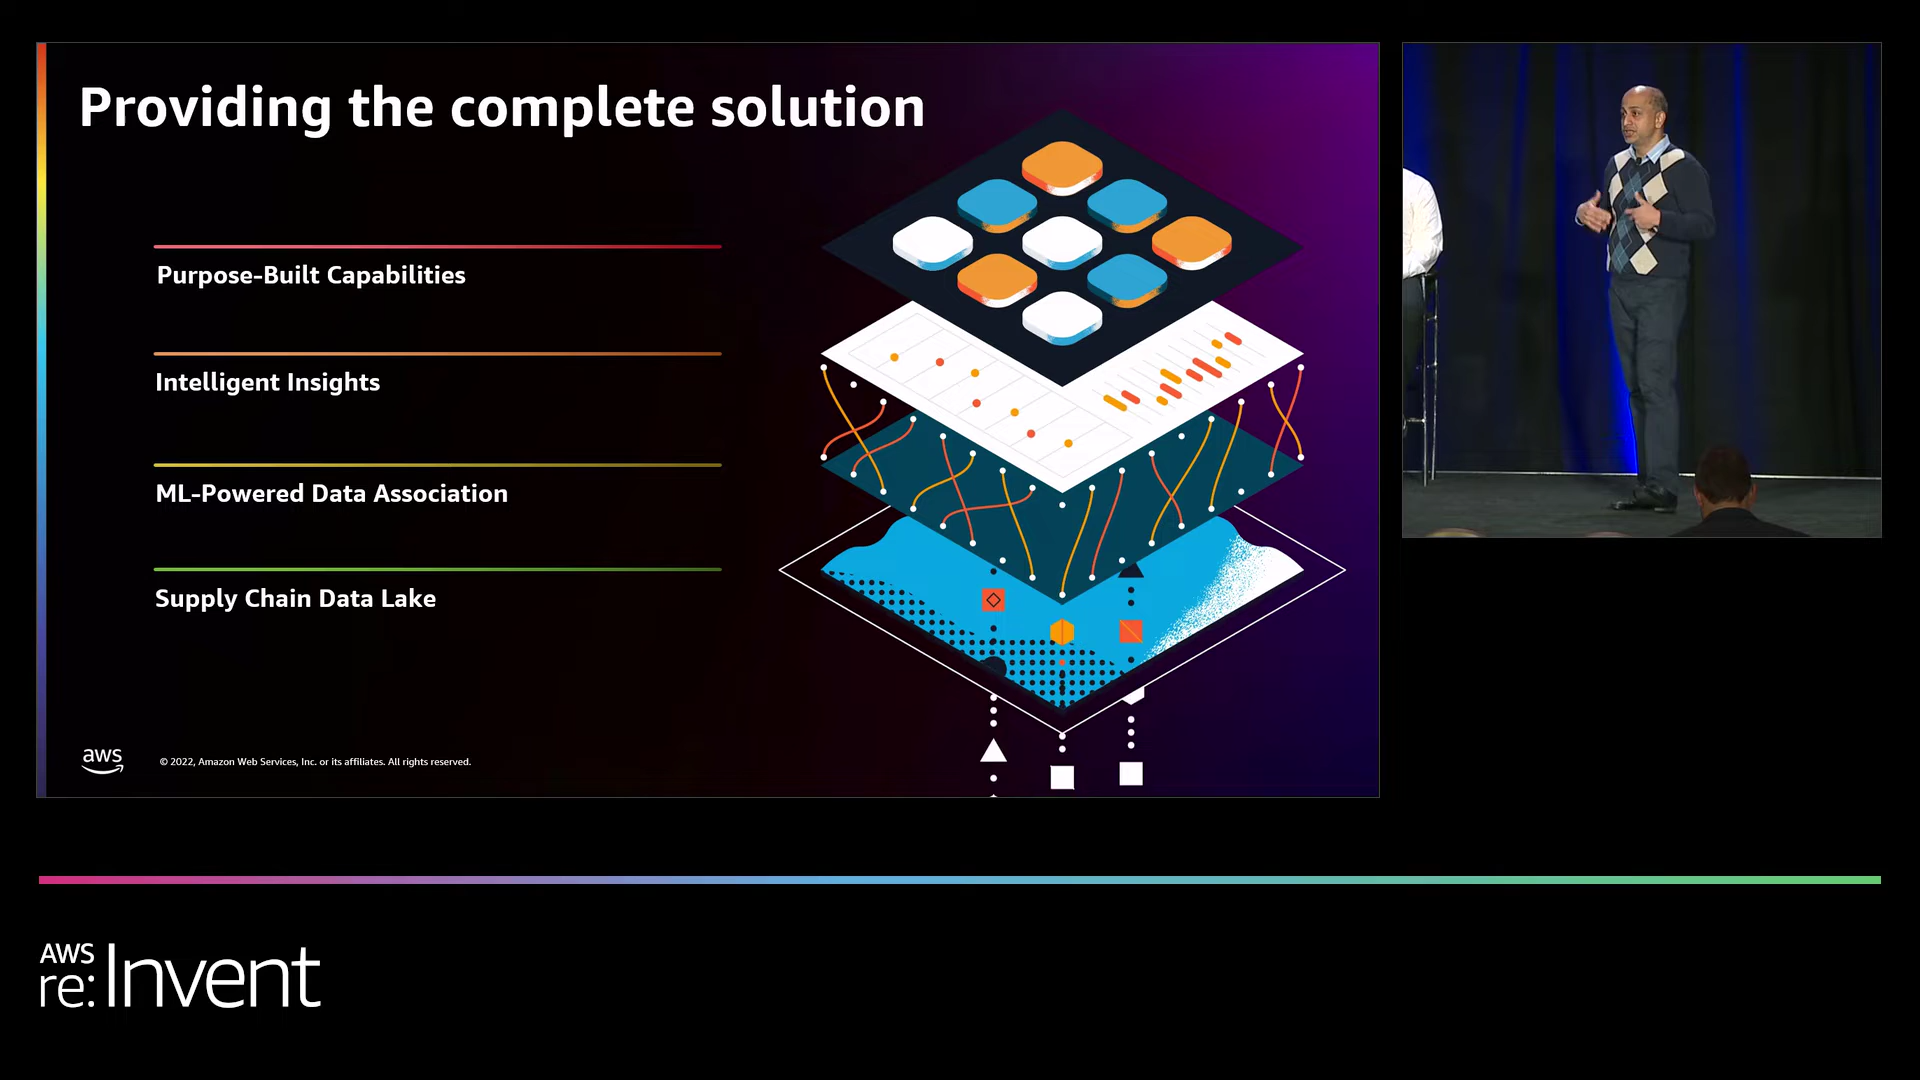 Providing the complete solution
Purpose-Built Capabilities
Intelligent Insights
ML-Powered Data Association
Supply Chain Data Lake
aws
© 2022, Amazon Web Services, Inc. or its affiliates. All rights reserved.
AWS
re:Invent